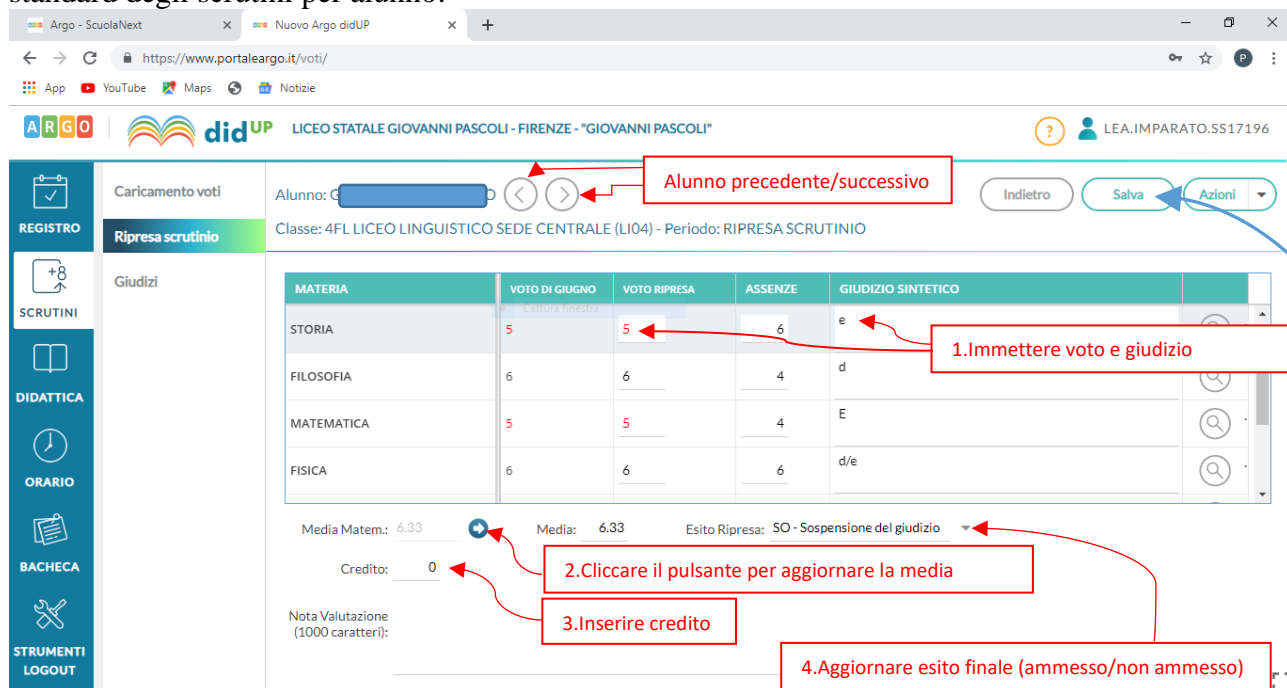 standard degli scrutini per alunno.
Argo - ScuolaNext
Nuovo Argo didUP
https://www.portaleargo.it/voti/
P
App
YouTube
Maps
Notizie
ARGO
didUP
LICEO STATALE GIOVANNI PASCOLI - FIRENZE - "GIOVANNI PASCOLI"
?
LEA.IMPARATO.SS17196
REGISTRO
SCRUTINI
DIDATTICA
ORARIO
BACHECA
STRUMENTI
LOGOUT
Caricamento voti
Ripresa scrutinio
Giudizi
Alunno: G O
Alunno precedente/successivo
Indietro
Salva
Azioni
Classe: 4FL LICEO LINGUISTICO SEDE CENTRALE (LI04) - Periodo: RIPRESA SCRUTINIO
MATERIA VOTO DI GIUGNO VOTO RIPRESA ASSENZE GIUDIZIO SINTETICO
Cattura finestra
STORIA 5 5 6 e
1.Immettere voto e giudizio
FILOSOFIA 6 6 4 d
MATEMATICA 5 5 4 E
FISICA 6 6 6 d/e
Media Matem.: 6.33 Media: 6.33 Esito Ripresa: SO - Sospensione del giudizio
2.Cliccare il pulsante per aggiornare la media
Credito: 0
3.Inserire credito
Nota Valutazione
(1000 caratteri):
4.Aggiornare esito finale (ammesso/non ammesso)